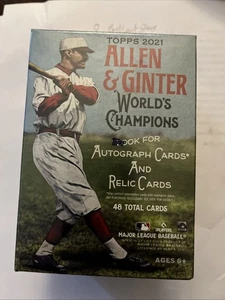 TOPPS 2021
ALLEN
& GINTER
WORLD'S
CHAMPIONS
LOOK FOR
AUTOGRAPH CARDS*
AND
RELIC CARDS
48 TOTAL CARDS
PLAYERS
MAJOR LEAGUE BASEBALL
AGES 6+